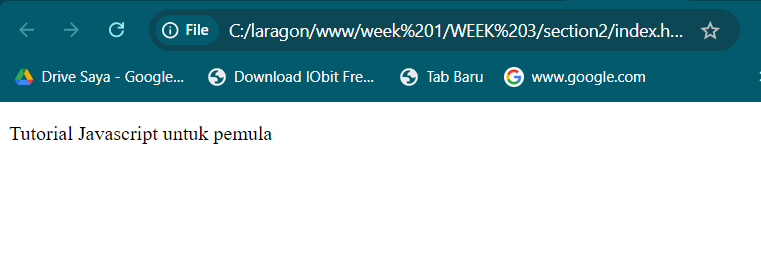 File C:/laragon/www/week%201/WEEK%203/section2/index.h...
Drive Saya - Google... Download IObit Fre... Tab Baru www.google.com
Tutorial Javascript untuk pemula